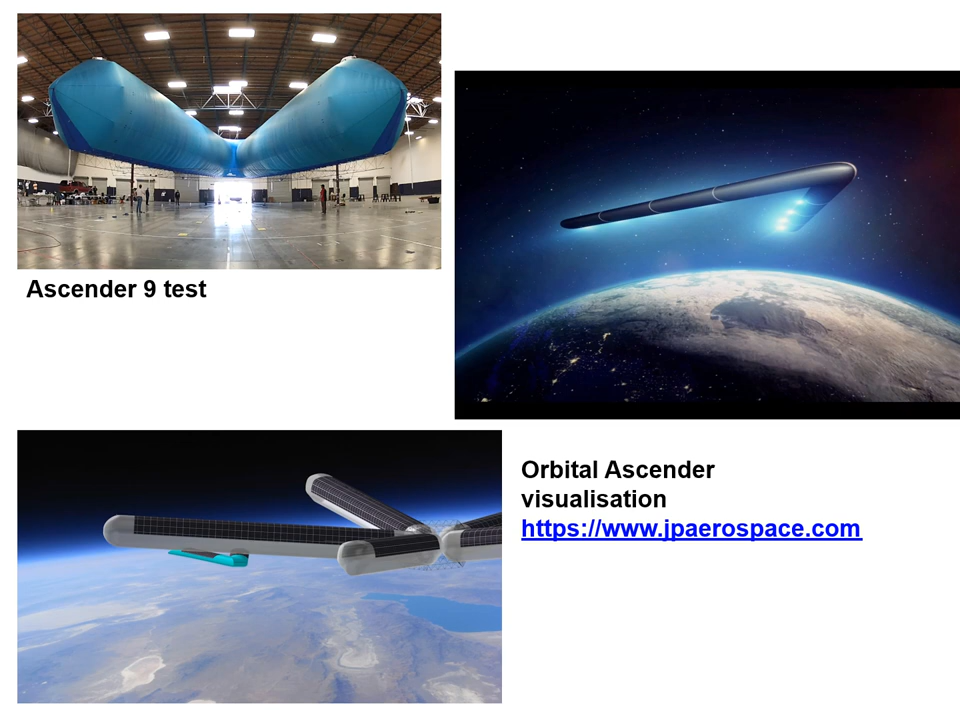 Ascender 9 test
Orbital Ascender
visualisation
https://www.jpaerospace.com